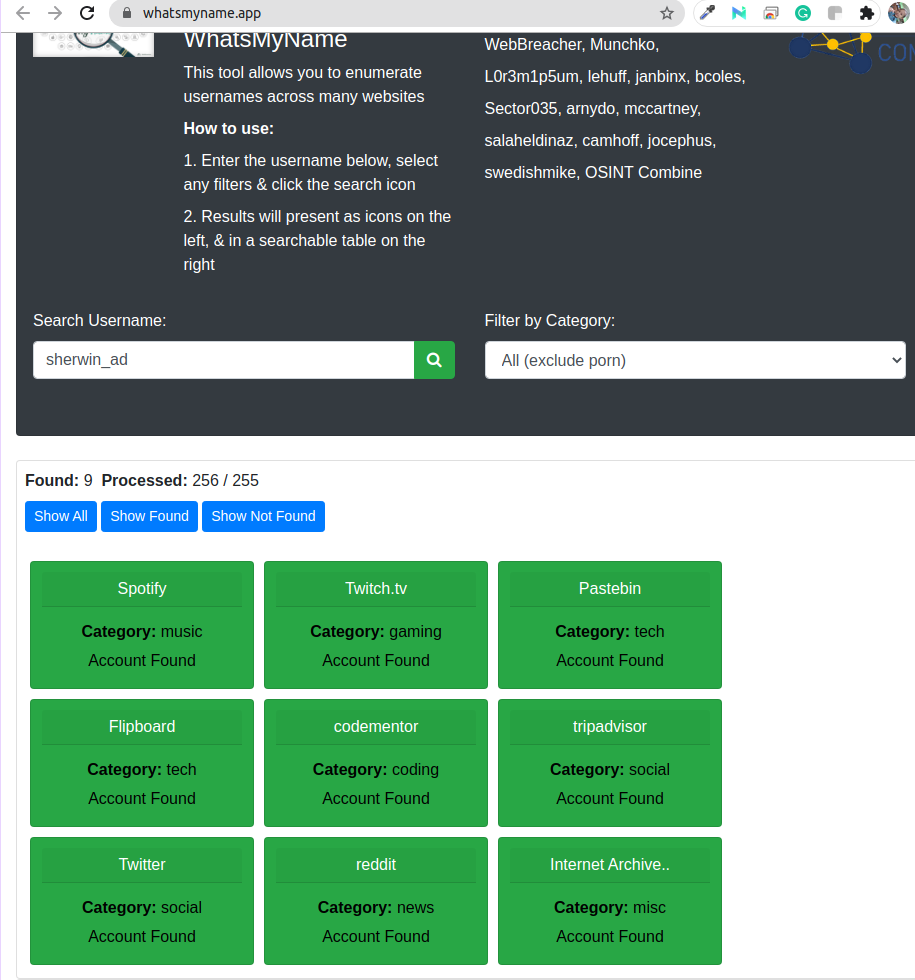 whatsmyname.app
WhatsMyName
This tool allows you to enumerate
usernames across many websites
How to use:
1. Enter the username below, select
any filters & click the search icon
2. Results will present as icons on the
left, & in a searchable table on the
right
WebBreacher, Munchko,
L0r3m1p5um, lehuff, janbinx, bcoles,
Sector035, arnydo, mccartney,
salaheldinaz, camhoff, jocephus,
swedishmike, OSINT Combine
COM
Search Username:
sherwin_ad
Filter by Category:
All (exclude porn)
Found: 9 Processed: 256 / 255
Show All Show Found Show Not Found
Spotify
Category: music
Account Found
Twitch.tv
Category: gaming
Account Found
Pastebin
Category: tech
Account Found
Flipboard
Category: tech
Account Found
codementor
Category: coding
Account Found
tripadvisor
Category: social
Account Found
Twitter
Category: social
Account Found
reddit
Category: news
Account Found
Internet Archive..
Category: misc
Account Found